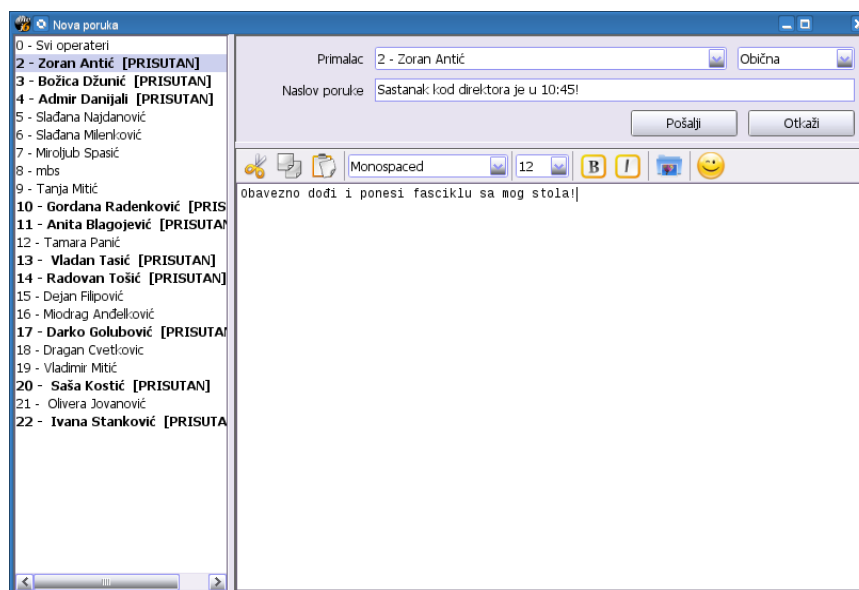 Nova poruka
0 - Svi operateri
2 - Zoran Antić [PRISUTAN]
3 - Božica Džunić [PRISUTAN]
4 - Admir Danijali [PRISUTAN]
5 - Slađana Najdanović
6 - Slađana Milenković
7 - Miroljub Spasić
8 - mbs
9 - Tanja Mitić
10 - Gordana Radenković [PRIS
11 - Anita Blagojević [PRISUTAN
12 - Tamara Panić
13 - Vladan Tasić [PRISUTAN]
14 - Radovan Tošić [PRISUTAN]
15 - Dejan Filipović
16 - Miodrag Anđelković
17 - Darko Golubović [PRISUTAN
18 - Dragan Cvetkovic
19 - Vladimir Mitić
20 - Saša Kostić [PRISUTAN]
21 - Olivera Jovanović
22 - Ivana Stanković [PRISUTA
Primalac 2 - Zoran Antić Obična
Naslov poruke Sastanak kod direktora je u 10:45!
Pošalji Otkaži
Monospaced 12 B I
Obavezno dođi i ponesi fasciklu sa mog stola!